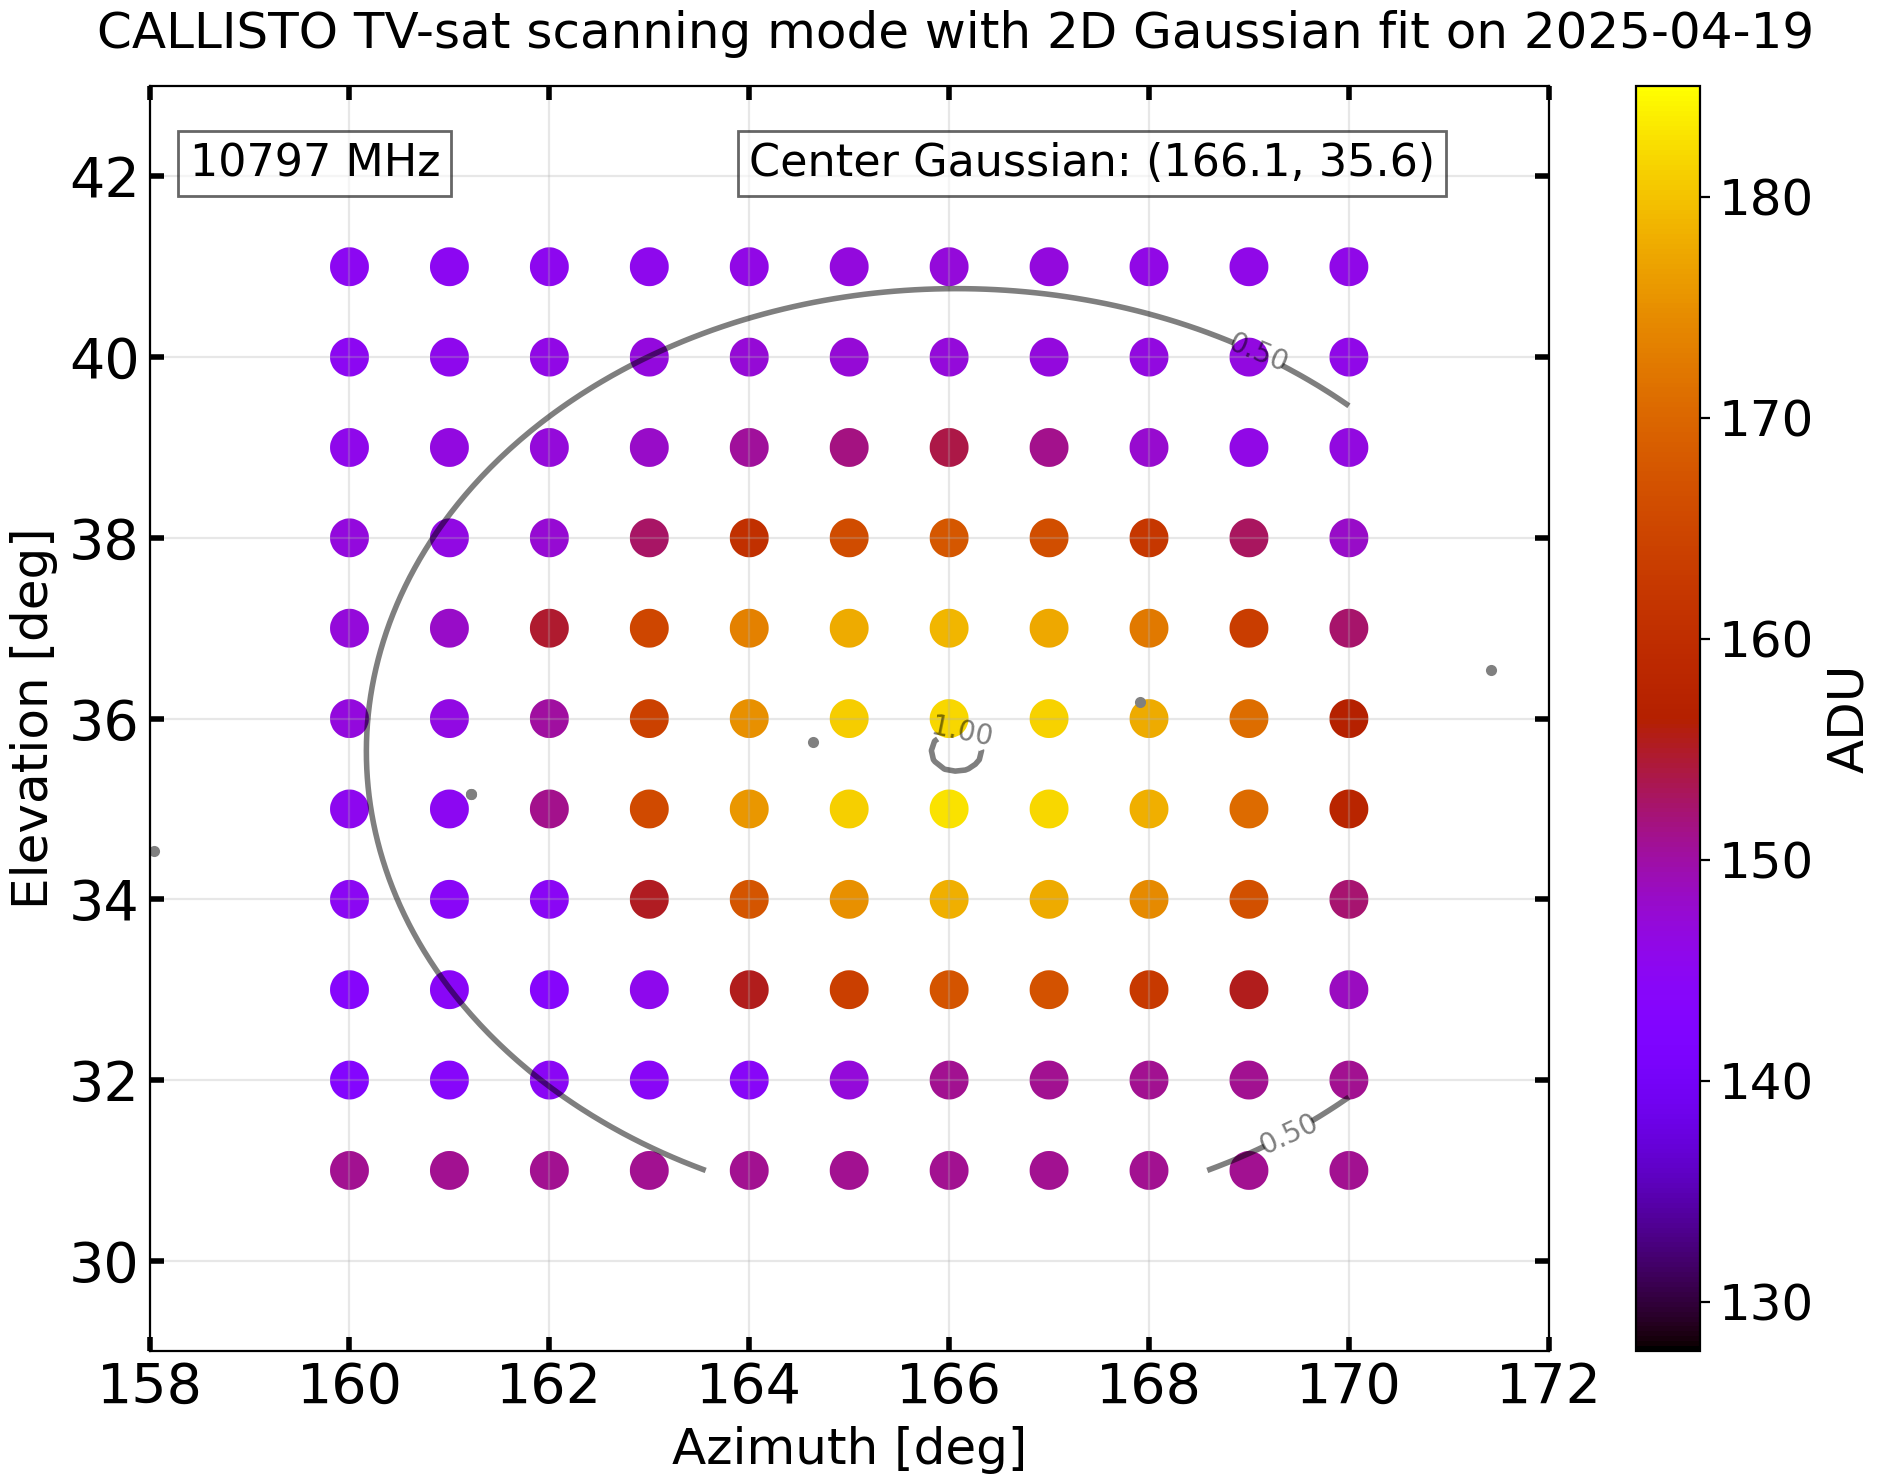 CALLISTO TV-sat scanning mode with 2D Gaussian fit on 2025-04-19
10797 MHz
Center Gaussian: (166.1, 35.6)
42
40
38
36
34
32
30
Elevation [deg]
0.50
1.00
0.50
158 160 162 164 166 168 170 172
Azimuth [deg]
180
170
160
150
140
130
ADU